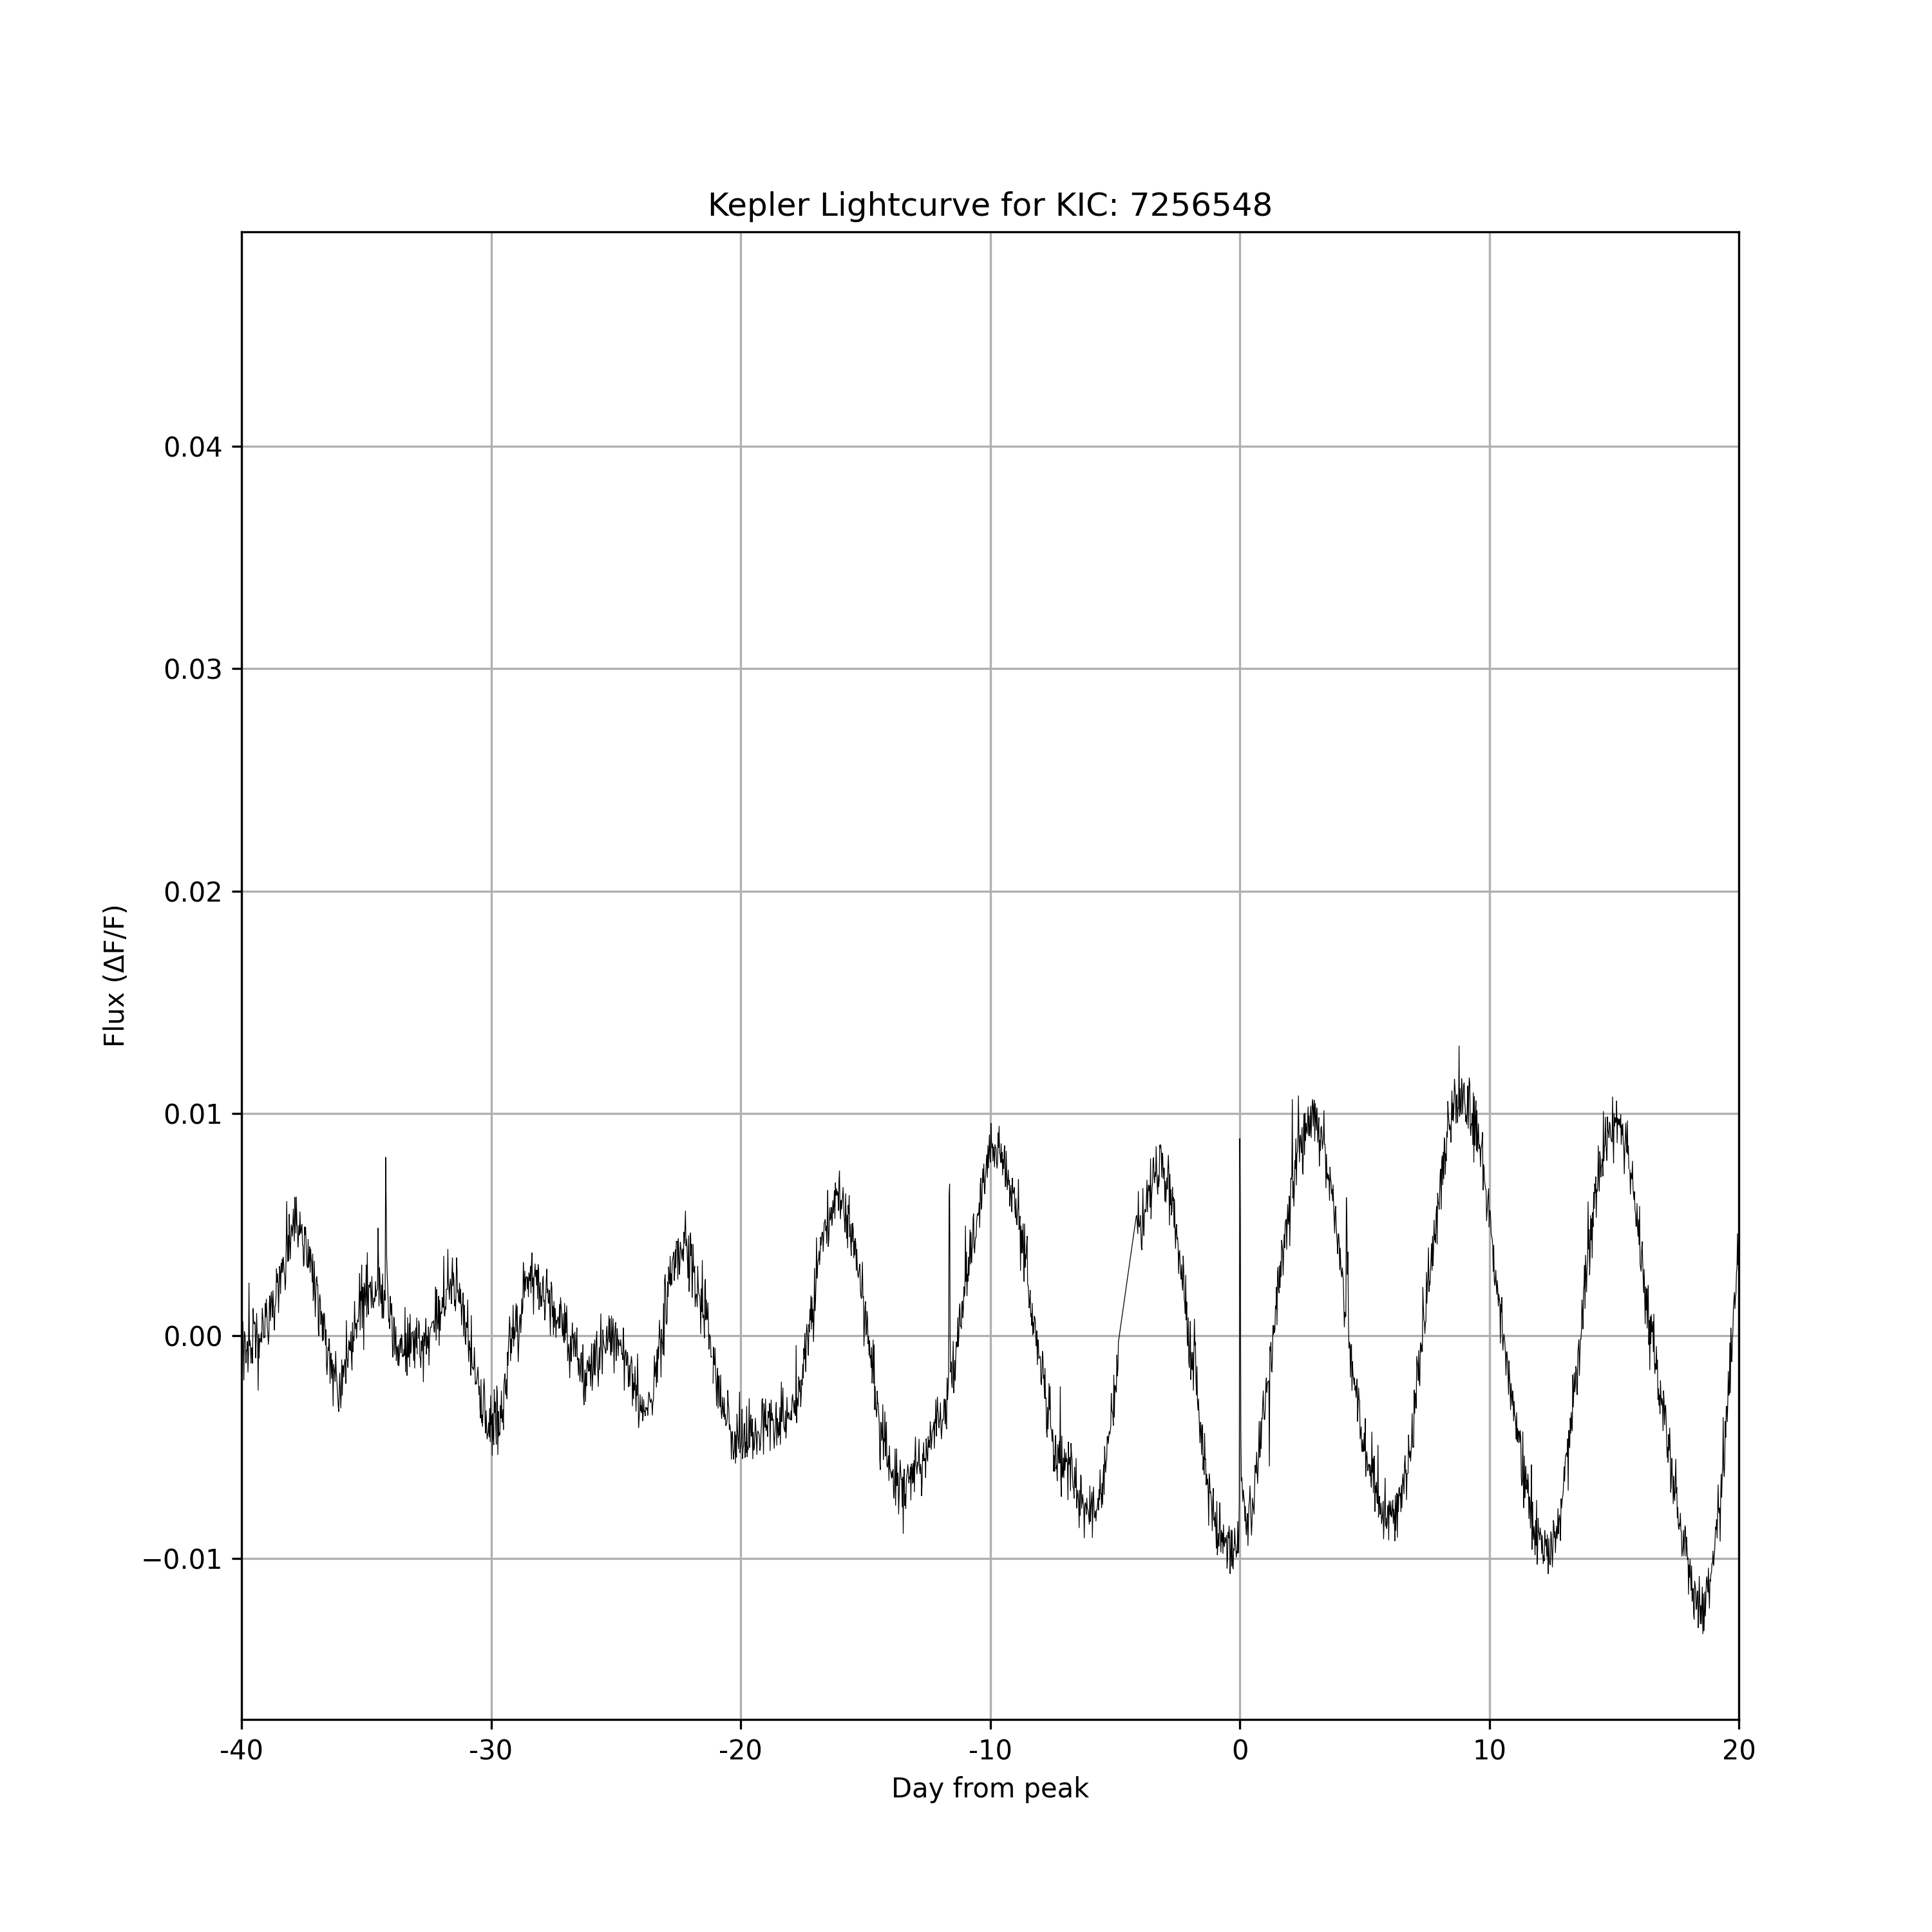 Kepler Lightcurve for KIC: 7256548
0.04
0.03
0.02
0.01
0.00
−0.01
Flux (ΔF/F)
-40 -30 -20 -10 0 10 20
Day from peak